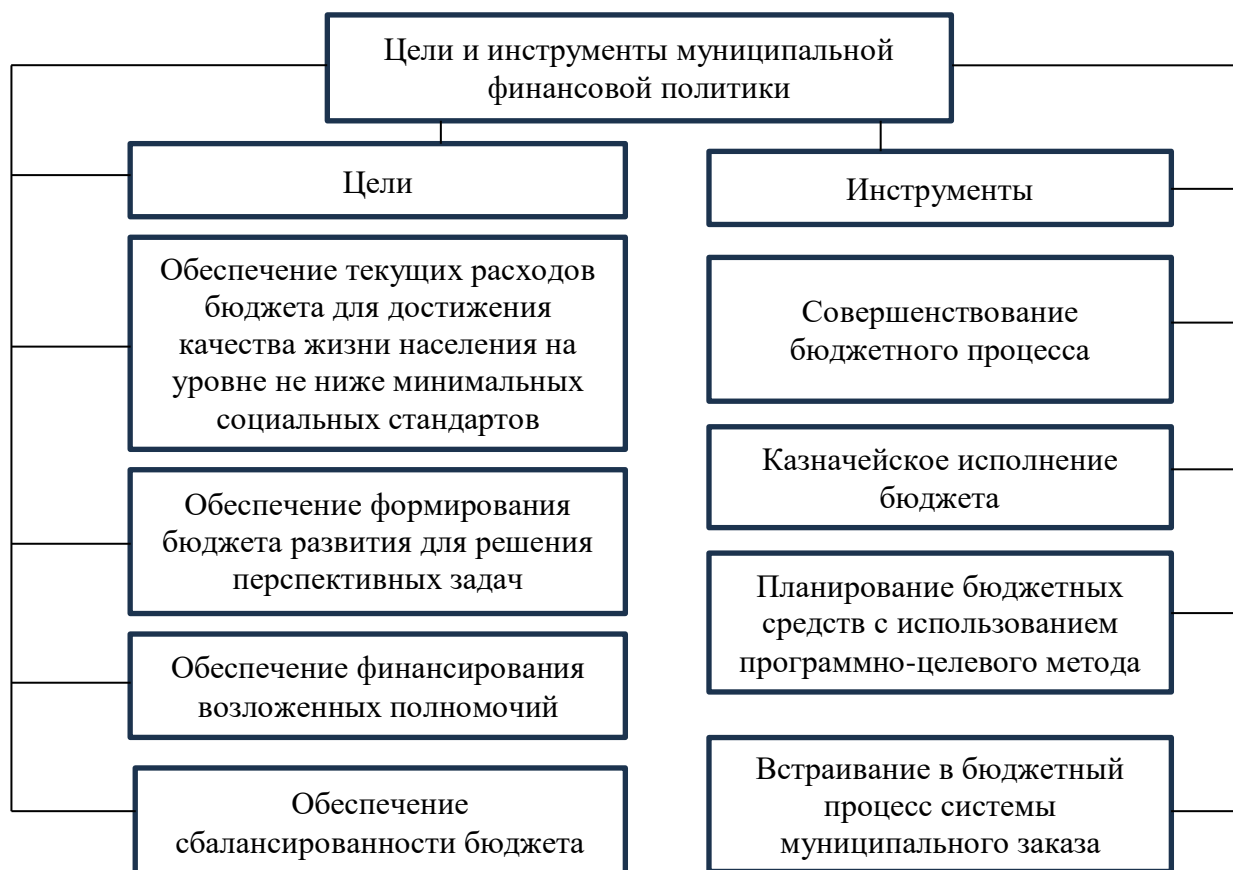 Цели и инструменты муниципальной
финансовой политики
Цели
Обеспечение текущих расходов
бюджета для достижения
качества жизни населения на
уровне не ниже минимальных
социальных стандартов
Обеспечение формирования
бюджета развития для решения
перспективных задач
Обеспечение финансирования
возложенных полномочий
Обеспечение
сбалансированности бюджета
Инструменты
Совершенствование
бюджетного процесса
Казначейское исполнение
бюджета
Планирование бюджетных
средств с использованием
программно-целевого метода
Встраивание в бюджетный
процесс системы
муниципального заказа